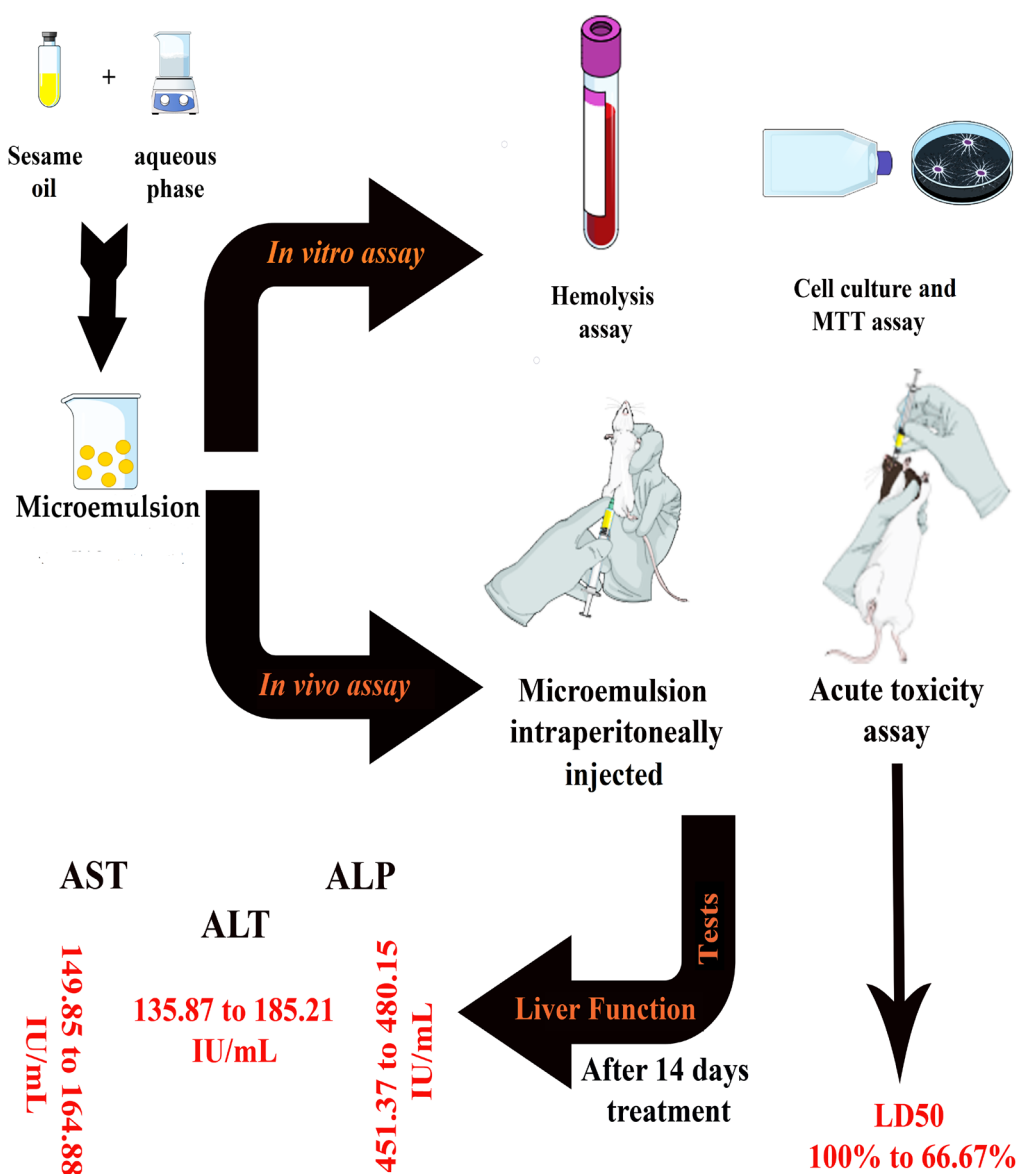 +
Sesame
oil
aqueous
phase
In vitro assay
Hemolysis
assay
Cell culture and
MTT assay
Microemulsion
In vivo assay
Microemulsion
intraperitoneally
injected
Acute toxicity
assay
Tests
Liver Function
After 14 days
treatment
AST
ALT
ALP
149.85 to 164.88
IU/mL
135.87 to 185.21
IU/mL
451.37 to 480.15
IU/mL
LD50
100% to 66.67%